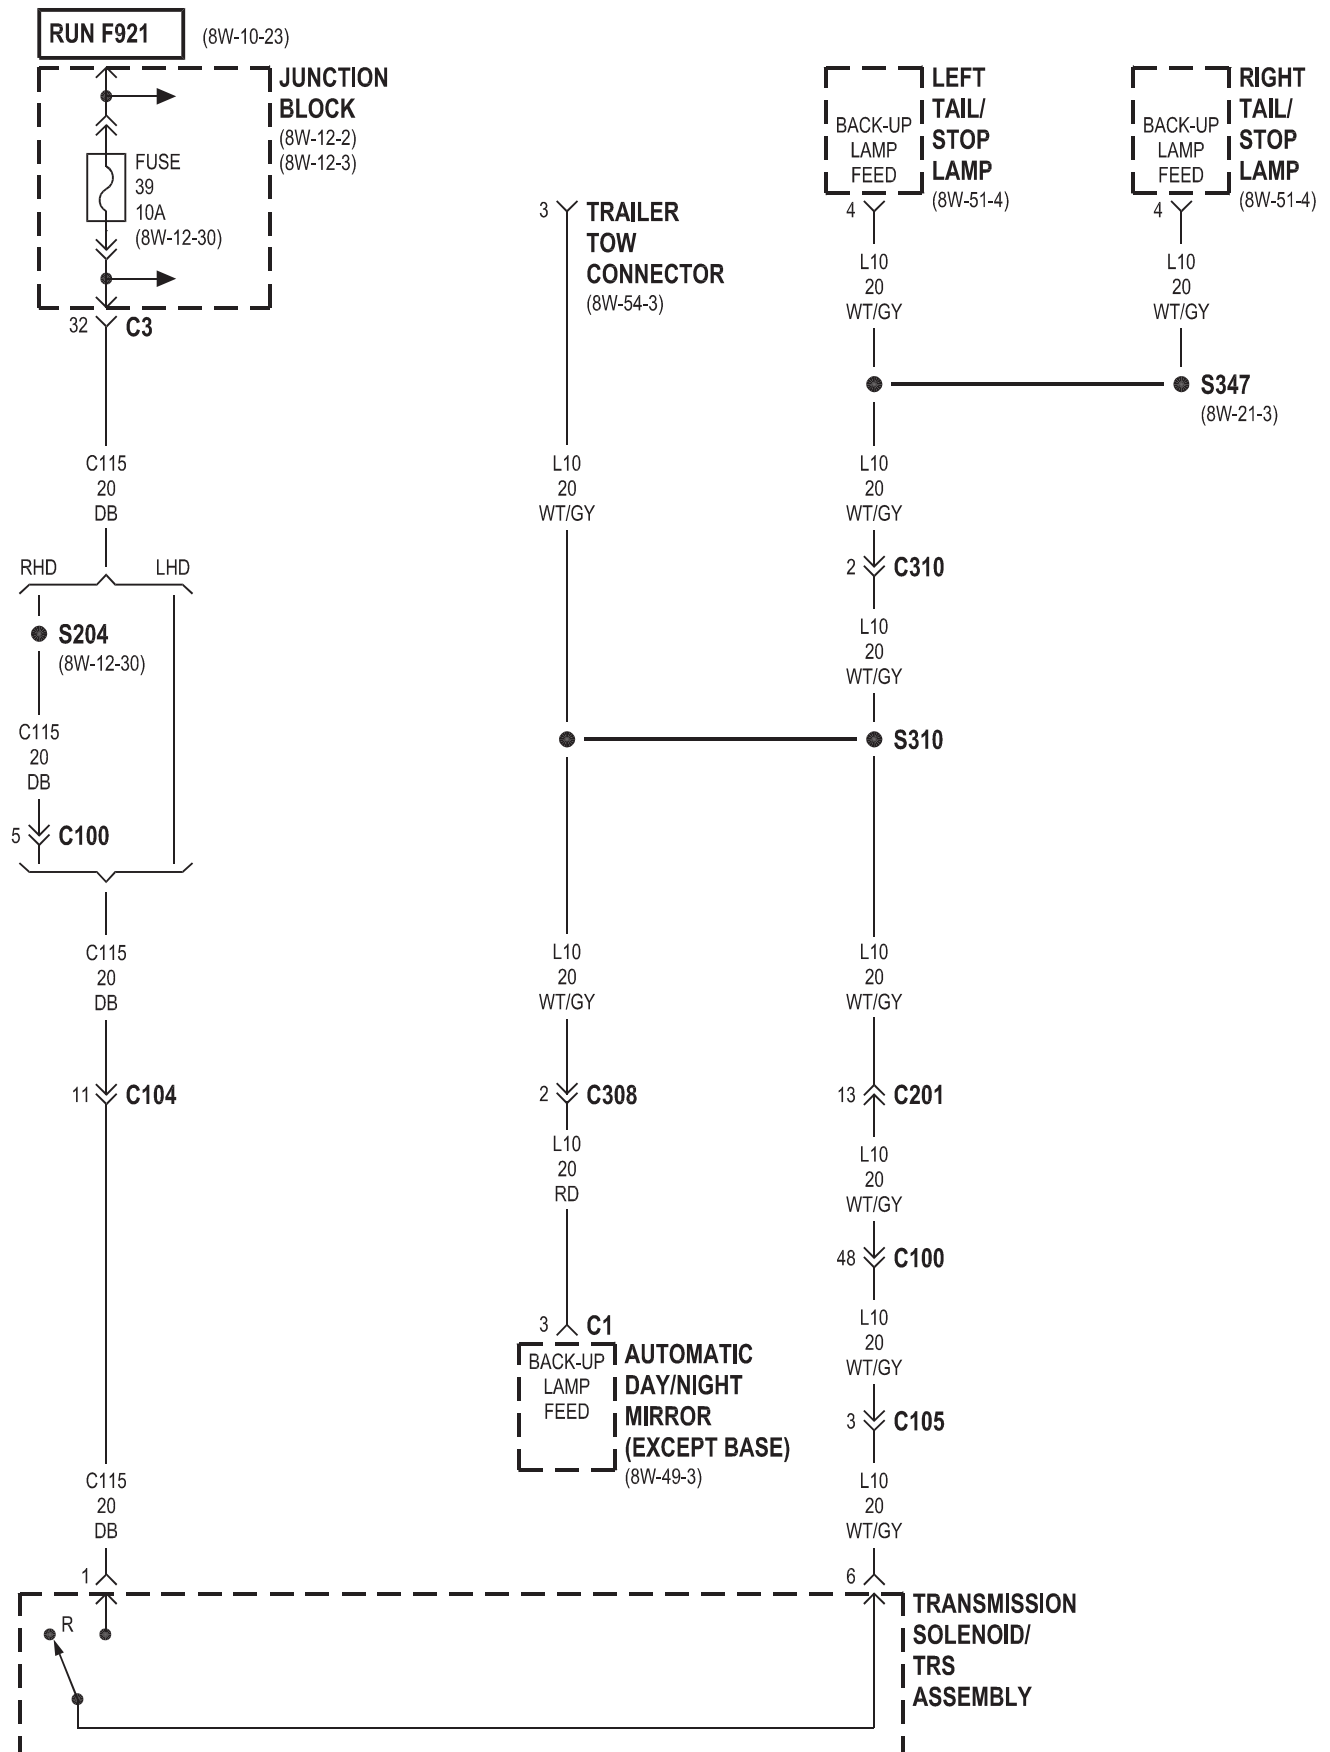 RUN F921
(8W-10-23)
JUNCTION
BLOCK
(8W-12-2)
(8W-12-3)
FUSE
39
10A
(8W-12-30)
32
C3
C115
20
DB
RHD
LHD
S204
(8W-12-30)
C115
20
DB
5
C100
C115
20
DB
11
C104
C115
20
DB
1
R
3
TRAILER
TOW
CONNECTOR
(8W-54-3)
L10
20
WT/GY
L10
20
WT/GY
2
C308
L10
20
RD
3
C1
BACK-UP
LAMP
FEED
AUTOMATIC
DAY/NIGHT
MIRROR
(EXCEPT BASE)
(8W-49-3)
BACK-UP
LAMP
FEED
LEFT
TAIL/
STOP
LAMP
(8W-51-4)
4
L10
20
WT/GY
BACK-UP
LAMP
FEED
RIGHT
TAIL/
STOP
LAMP
(8W-51-4)
4
L10
20
WT/GY
S347
(8W-21-3)
L10
20
WT/GY
2
C310
L10
20
WT/GY
S310
L10
20
WT/GY
13
C201
L10
20
WT/GY
48
C100
L10
20
WT/GY
3
C105
L10
20
WT/GY
6
TRANSMISSION
SOLENOID/
TRS
ASSEMBLY